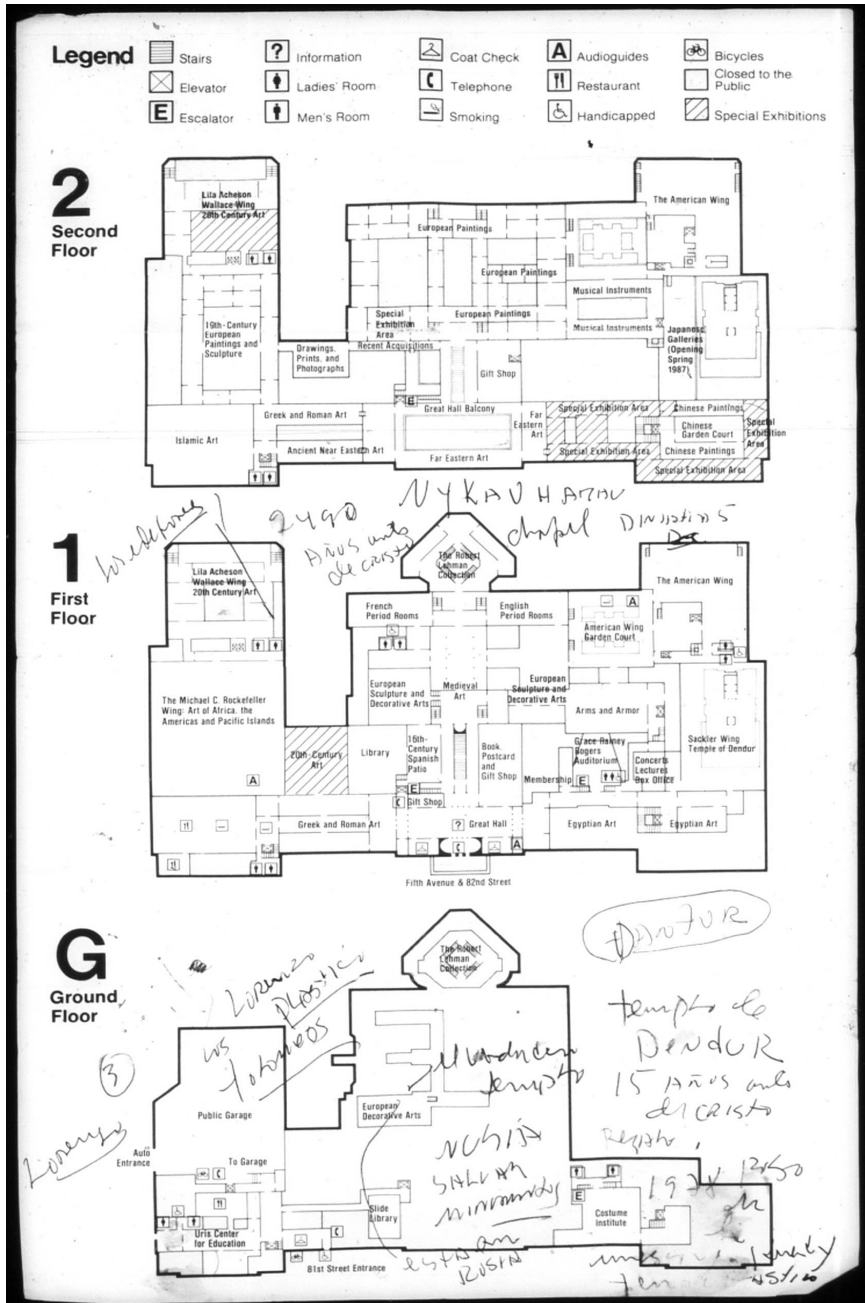 Legend
Stairs
Elevator
E Escalator
? Information
Ladies' Room
Men's Room
Coat Check
Telephone
Smoking
A Audioguides
Restaurant
Handicapped
Bicycles
Closed to the
Public
Special Exhibitions
2
Second
Floor
Lila Acheson
Wallace Wing
20th Century Art
19th-Century
European
Paintings and
Sculpture
Islamic Art
Greek and Roman Art
Ancient Near Eastern Art
Drawings,
Prints, and
Photographs
Special
Exhibition
Area
Recent Acquisitions
European Paintings
European Paintings
European Paintings
Gift Shop
E
Great Hall Balcony
Far Eastern Art
Far
Eastern
Art
Musical Instruments
Musical Instruments
The American Wing
Japanese
Galleries
(Opening
Spring
1987)
Special Exhibition Area
Chinese Paintings
Chinese
Garden Court
Special
Exhibition
Area
Special Exhibition Area
Chinese Paintings
Special Exhibition Area
2490
Años
de cristo
chapel
1
First
Floor
Lila Acheson
Wallace Wing
20th Century Art
The Michael C. Rockefeller
Wing: Art of Africa, the
Americas and Pacific Islands
A
20th-Century
Art
Greek and Roman Art
The Robert
Lehman
Collection
French
Period Rooms
English
Period Rooms
European
Sculpture and
Decorative Arts
Medieval
Art
European
Sculpture and
Decorative Arts
Library
16th-
Century
Spanish
Patio
Book,
Postcard
and
Gift Shop
E
Gift Shop
? Great Hall
A
Membership
Grace Rainey
Rogers
Auditorium
E
Concerts
Lectures
Box Office
Arms and Armor
A
American Wing
Garden Court
The American Wing
Sackler Wing
Temple of Dendur
Egyptian Art
Egyptian Art
Fifth Avenue & 82nd Street
G
Ground
Floor
The Robert
Lehman
Collection
Public Garage
Auto
Entrance
To Garage
Uris Center
for Education
European
Decorative Arts
Slide
Library
81st Street Entrance
E
Costume
Institute
3
Lorenzo
Lorenzo
Plastico
los
templo de
Dendur
15 Años
de cristo
templo
salvar